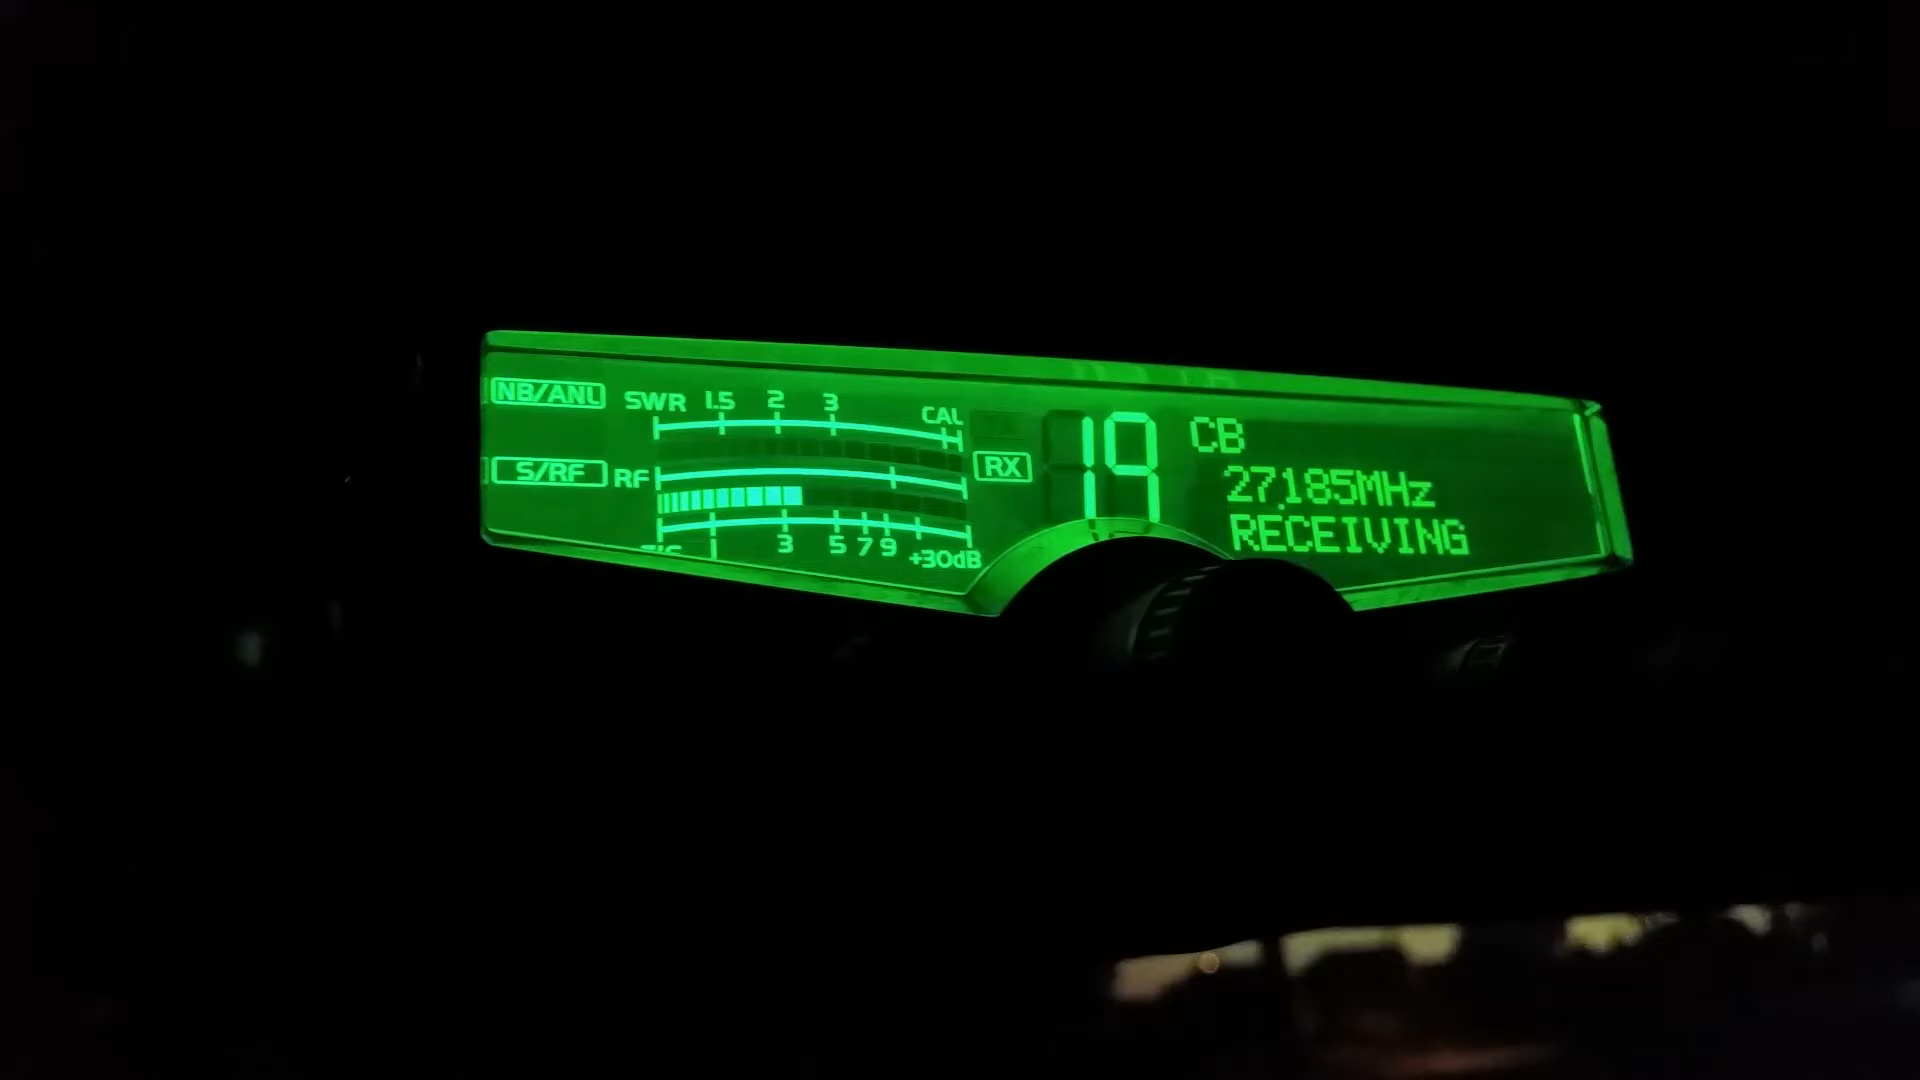 NB/ANL
SWR 1.5 2 3 CAL
S/RF RF
RX
19
CB
27.185MHz
RECEIVING
1 3 5 7 9 +30dB